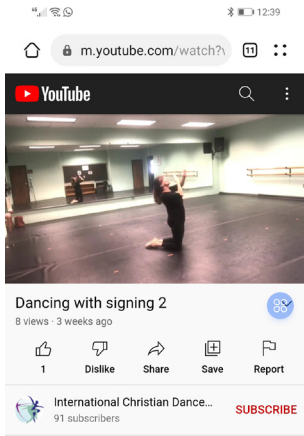 12:39
m.youtube.com/watch?v
11
YouTube
Dancing with signing 2
8 views · 3 weeks ago
1
Dislike
Share
Save
Report
International Christian Dance...
SUBSCRIBE
91 subscribers